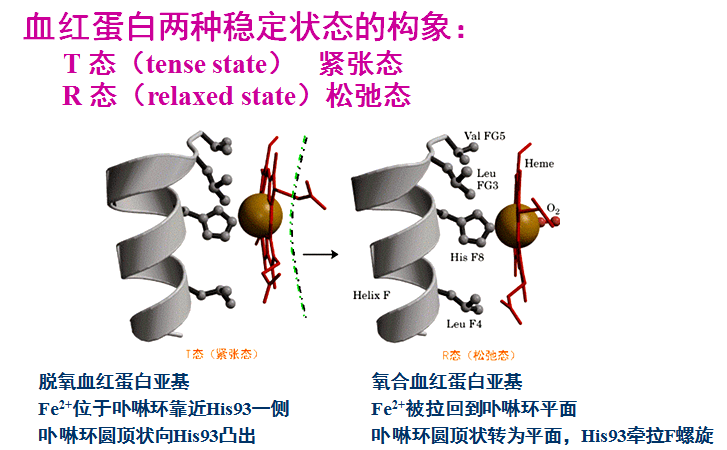 血红蛋白两种稳定状态的构象：
T 态（tense state） 紧张态
R 态（relaxed state）松弛态
Val FG5
Leu
FG3
Heme
O2
His F8
Helix F
Leu F4
T态（紧张态）
R态（松弛态）
脱氧血红蛋白亚基
Fe2+位于卟啉环靠近His93一侧
卟啉环圆顶状向His93凸出
氧合血红蛋白亚基
Fe2+被拉回到卟啉环平面
卟啉环圆顶状转为平面，His93牵拉F螺旋